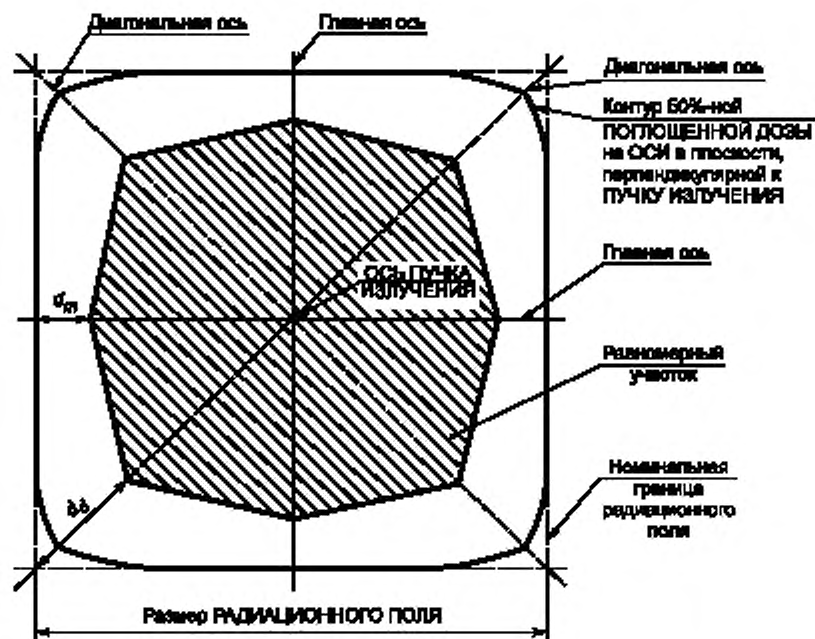 Диагональная ось
Главная ось
Диагональная ось
Контур 50%-ной
ПОГЛОЩЕННОЙ ДОЗЫ
на ОСИ в плоскости,
перпендикулярной к
ПУЧКУ ИЗЛУЧЕНИЯ
ОСЬ ПУЧКА
ИЗЛУЧЕНИЯ
Главная ось
dm
Равномерный
участок
Номинальная
граница
радиационного
поля
Размер РАДИАЦИОННОГО ПОЛЯ